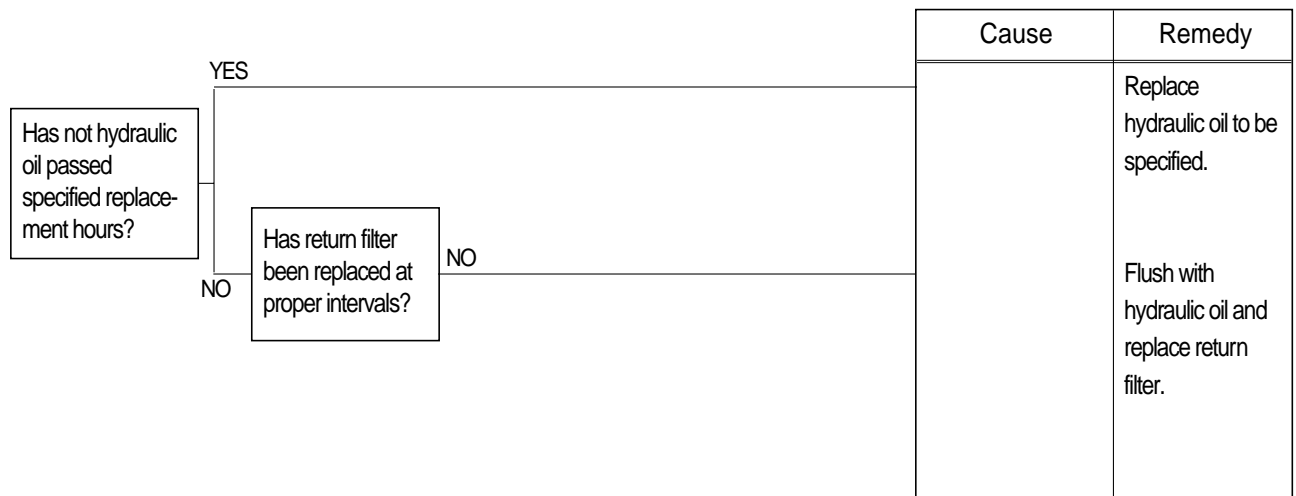 Cause
Remedy
YES
Replace
hydraulic oil to be
specified.
Has not hydraulic
oil passed
specified replace-
ment hours?
NO
Has return filter
been replaced at
proper intervals?
NO
Flush with
hydraulic oil and
replace return
filter.